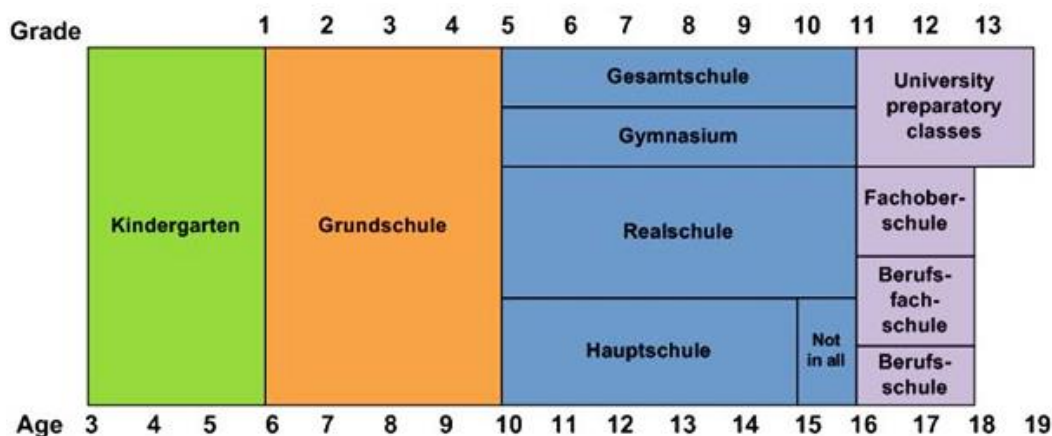 Grade 1 2 3 4 5 6 7 8 9 10 11 12 13
Gesamtschule
University
preparatory
classes
Gymnasium
Kindergarten
Grundschule
Realschule
Fachober-
schule
Berufs-
fach-
schule
Hauptschule
Not
in all
Berufs-
schule
Age 3 4 5 6 7 8 9 10 11 12 13 14 15 16 17 18 19